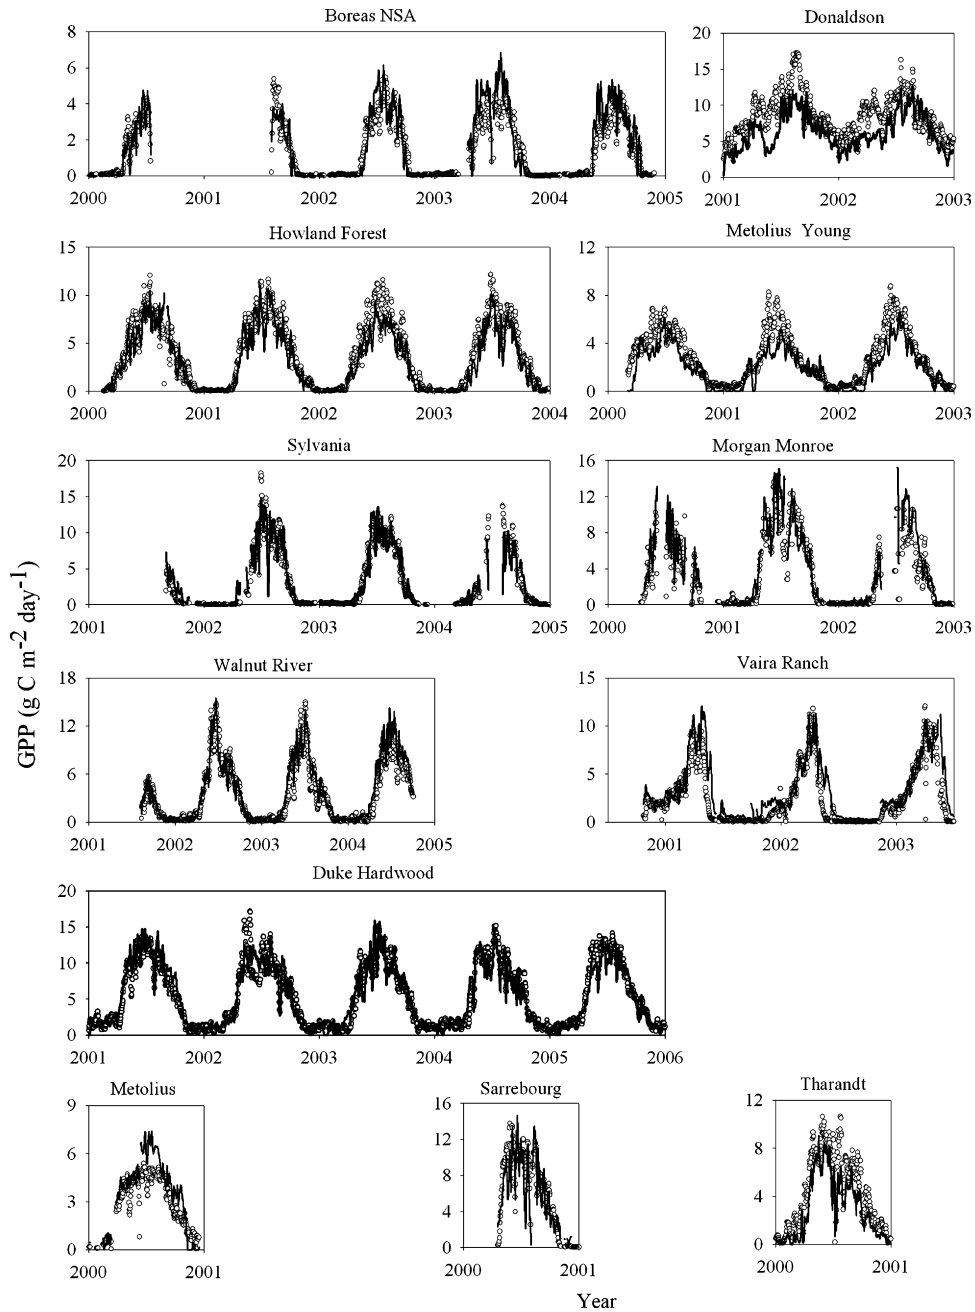 Boreas NSA
8
6
4
2
0
2000 2001 2002 2003 2004 2005
Donaldson
20
15
10
5
0
2001 2002 2003
Howland Forest
15
10
5
0
2000 2001 2002 2003 2004
Metolius Young
12
8
4
0
2000 2001 2002 2003
Sylvania
20
15
10
5
0
2001 2002 2003 2004 2005
Morgan Monroe
16
12
8
4
0
2000 2001 2002 2003
GPP (g C m⁻² day⁻¹)
Walnut River
18
12
6
0
2001 2002 2003 2004 2005
Vaira Ranch
15
10
5
0
2001 2002 2003
Duke Hardwood
20
15
10
5
0
2001 2002 2003 2004 2005 2006
Metolius
9
6
3
0
2000 2001
Sarrebourg
16
12
8
4
0
2000 2001
Tharandt
12
8
4
0
2000 2001
Year